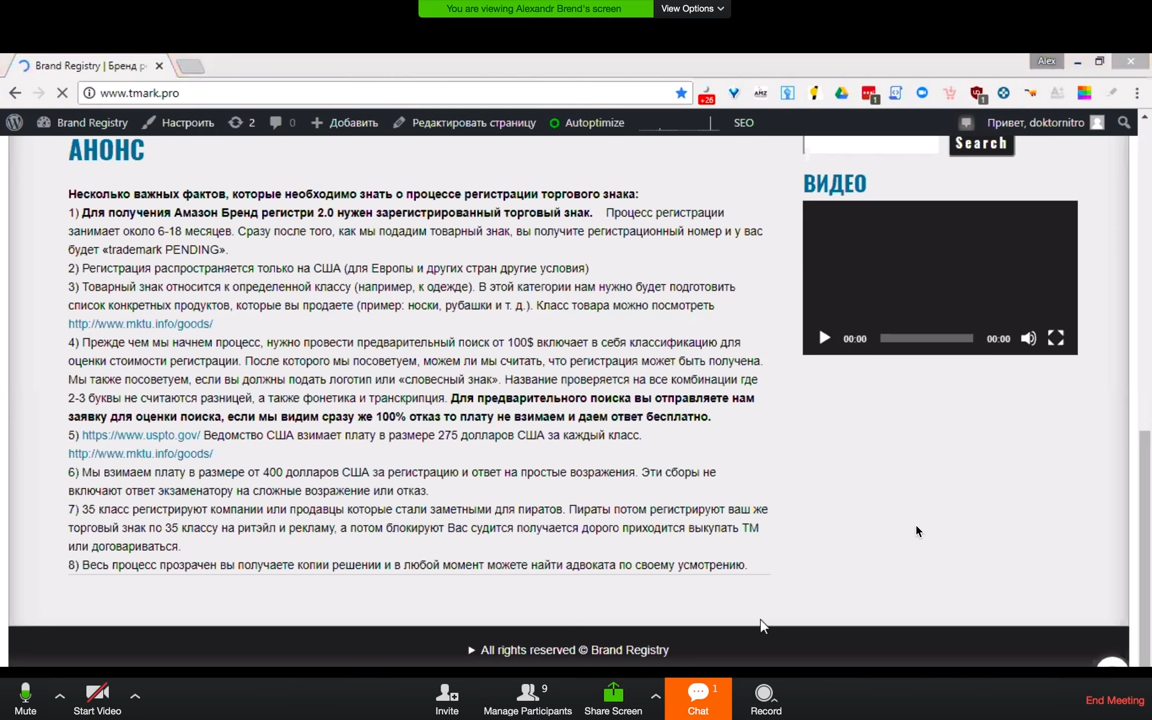 You are viewing Alexandr Brend's screen
View Options
Brand Registry | Бренд р
Alex
www.tmark.pro
+26
1
1
Brand Registry
Настроить
2
0
Добавить
Редактировать страницу
Autoptimize
SEO
Привет, doktornitro
АНОНС
Search
ВИДЕО
Несколько важных фактов, которые необходимо знать о процессе регистрации торгового знака:
1) Для получения Амазон Бренд регистри 2.0 нужен зарегистрированный торговый знак. Процесс регистрации
занимает около 6-18 месяцев. Сразу после того, как мы подадим товарный знак, вы получите регистрационный номер и у вас
будет «trademark PENDING».
2) Регистрация распространяется только на США (для Европы и других стран другие условия)
3) Товарный знак относится к определенной классу (например, к одежде). В этой категории нам нужно будет подготовить
список конкретных продуктов, которые вы продаете (пример: носки, рубашки и т. д.). Класс товара можно посмотреть
http://www.mktu.info/goods/
4) Прежде чем мы начнем процесс, нужно провести предварительный поиск от 100$ включает в себя классификацию для
оценки стоимости регистрации. После которого мы посоветуем, можем ли мы считать, что регистрация может быть получена.
Мы также посоветуем, если вы должны подать логотип или «словесный знак». Название проверяется на все комбинации где
2-3 буквы не считаются разницей, а также фонетика и транскрипция. Для предварительного поиска вы отправляете нам
заявку для оценки поиска, если мы видим сразу же 100% отказ то плату не взимаем и даем ответ бесплатно.
5) https://www.uspto.gov/ Ведомство США взимает плату в размере 275 долларов США за каждый класс.
http://www.mktu.info/goods/
6) Мы взимаем плату в размере от 400 долларов США за регистрацию и ответ на простые возражения. Эти сборы не
включают ответ экзаменатору на сложные возражение или отказ.
7) 35 класс регистрируют компании или продавцы которые стали заметными для пиратов. Пираты потом регистрируют ваш же
торговый знак по 35 классу на ритэйл и рекламу, а потом блокируют Вас судится получается дорого приходится выкупать ТМ
или договариваться.
8) Весь процесс прозрачен вы получаете копии решении и в любой момент можете найти адвоката по своему усмотрению.
00:00
00:00
All rights reserved © Brand Registry
Mute
Start Video
Invite
9
Manage Participants
Share Screen
1
Chat
Record
End Meeting